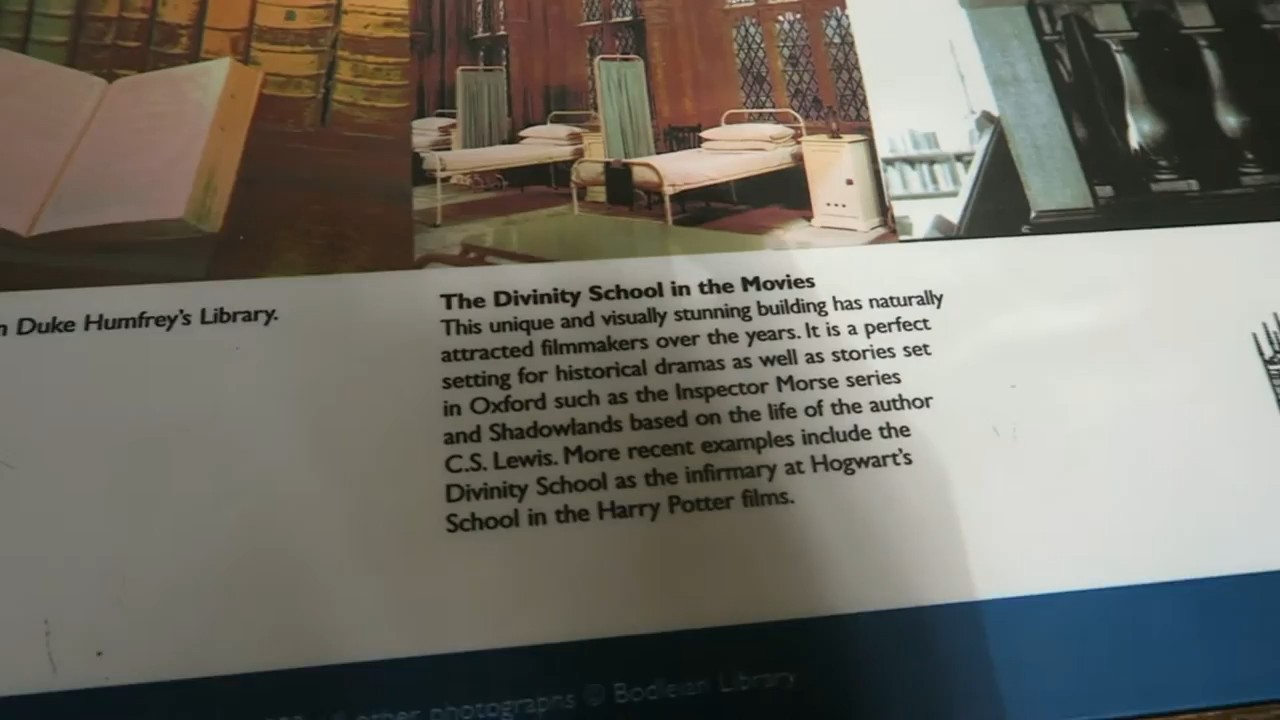 Duke Humfrey's Library.
The Divinity School in the Movies
This unique and visually stunning building has naturally
attracted filmmakers over the years. It is a perfect
setting for historical dramas as well as stories set
in Oxford such as the Inspector Morse series
and Shadowlands based on the life of the author
C.S. Lewis. More recent examples include the
Divinity School as the infirmary at Hogwart's
School in the Harry Potter films.
other photographs © Bodleian Library